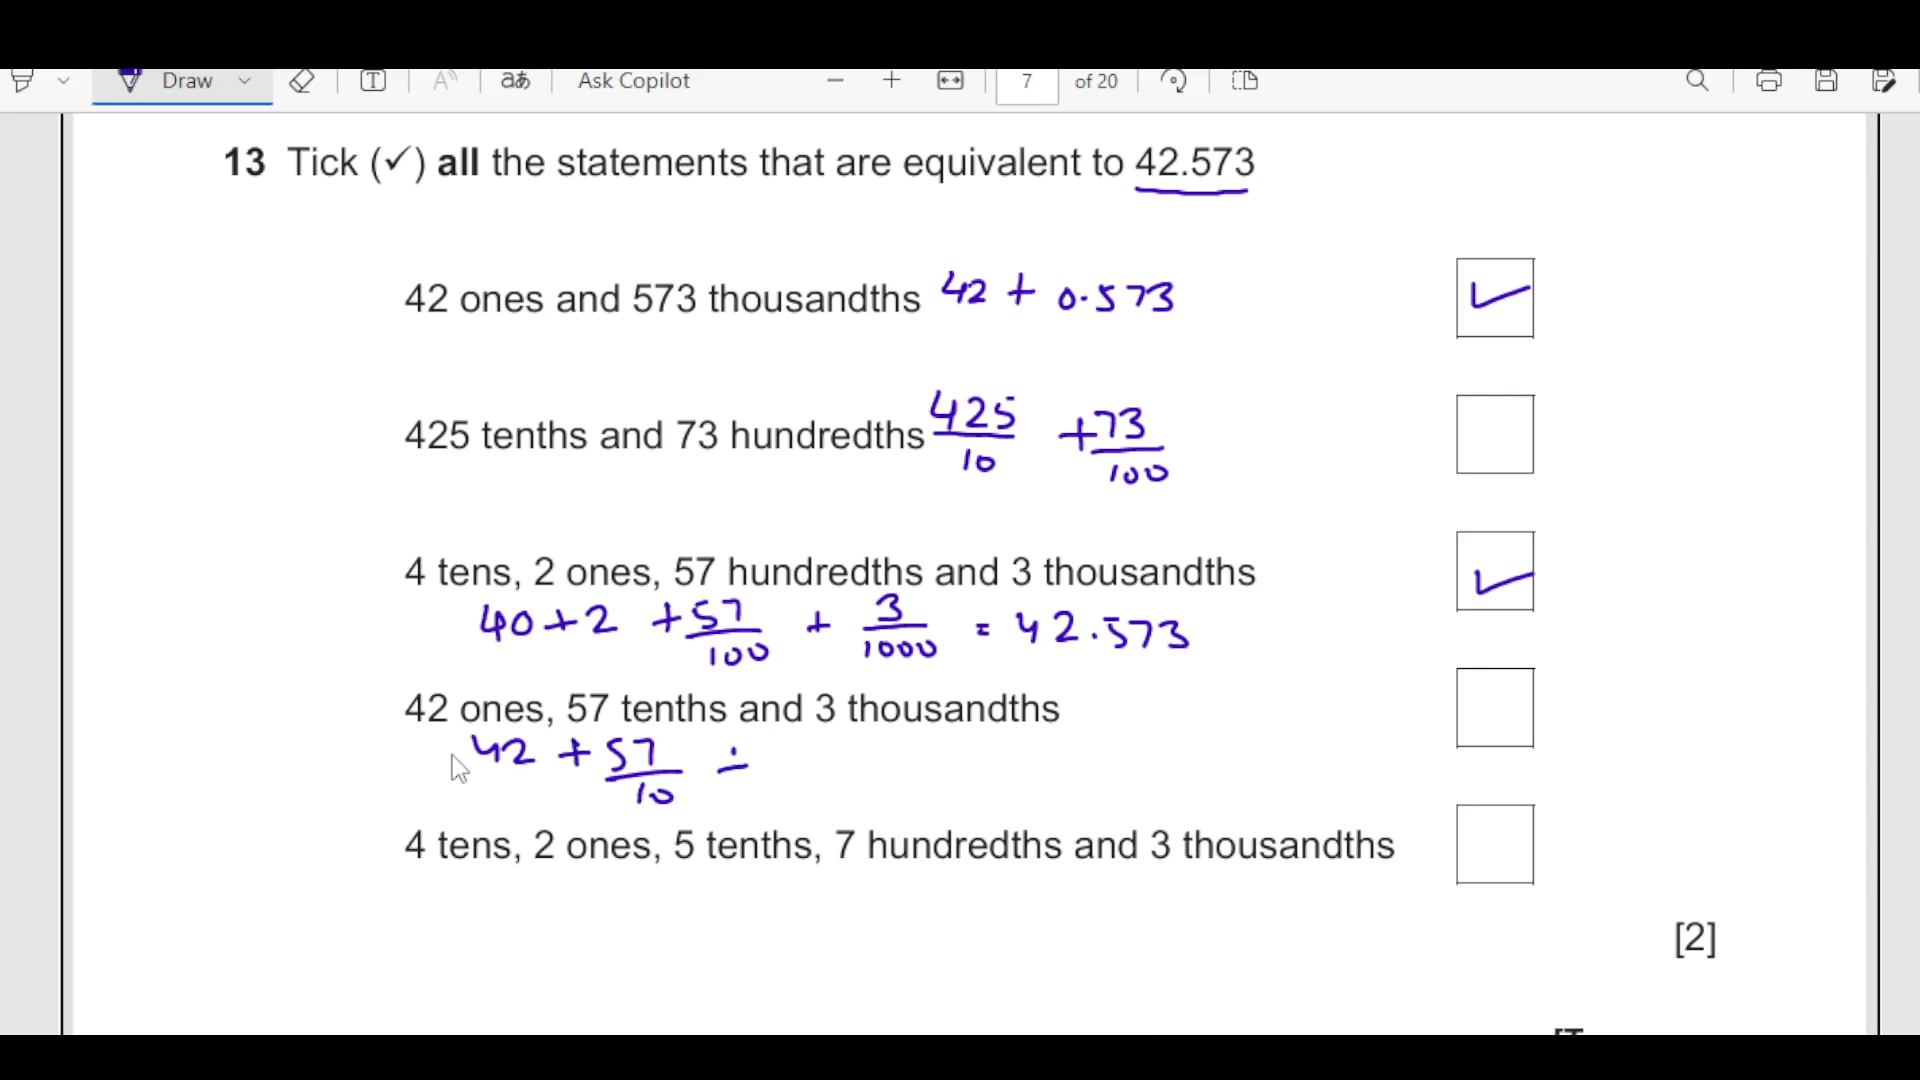 Draw T A aあ Ask Copilot 7 of 20
13 Tick (✓) all the statements that are equivalent to 42.573
42 ones and 573 thousandths 42 + 0.573 ✓
425 tenths and 73 hundredths 425/10 + 73/100
4 tens, 2 ones, 57 hundredths and 3 thousandths ✓
40 + 2 + 57/100 + 3/1000 = 42.573
42 ones, 57 tenths and 3 thousandths
42 + 57/10
4 tens, 2 ones, 5 tenths, 7 hundredths and 3 thousandths
[2]